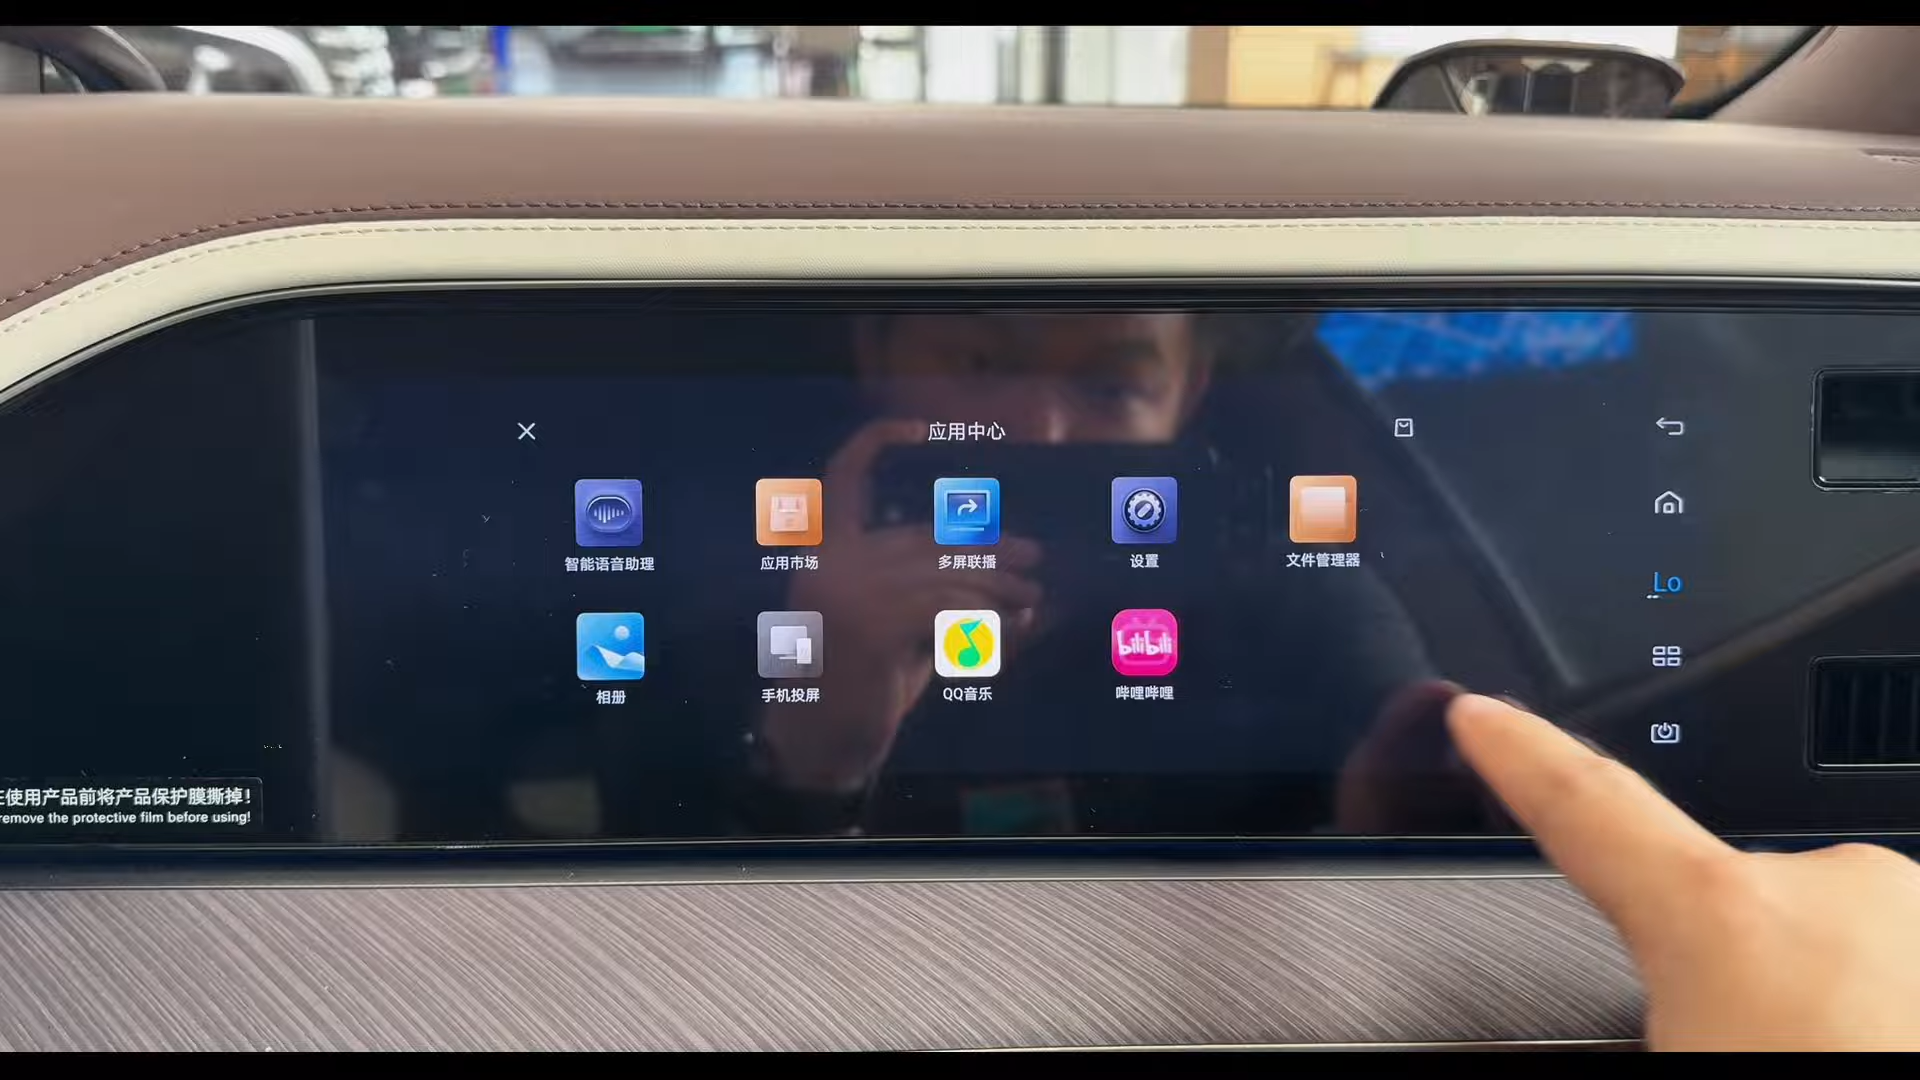 应用中心
智能语音助理
应用市场
多屏联播
设置
文件管理器
相册
手机投屏
QQ音乐
bilibili
哔哩哔哩
Lo
使用产品前将产品保护膜撕掉!
remove the protective film before using!